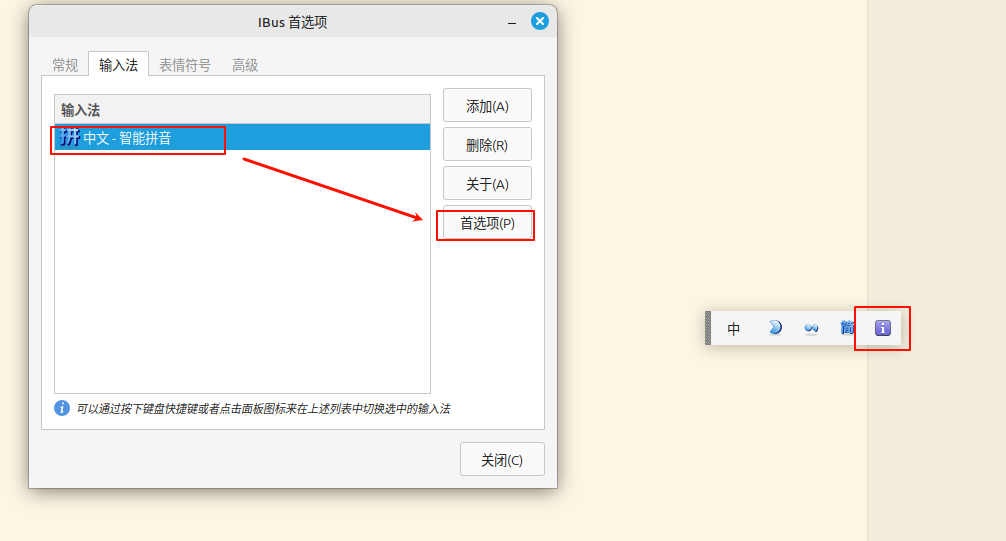 IBus 首选项
常规 输入法 表情符号 高级
输入法
拼 中文 - 智能拼音
添加(A)
删除(R)
关于(A)
首选项(P)
中 简 i
i 可以通过按下键盘快捷键或者点击面板图标来在上述列表中切换选中的输入法
关闭(C)